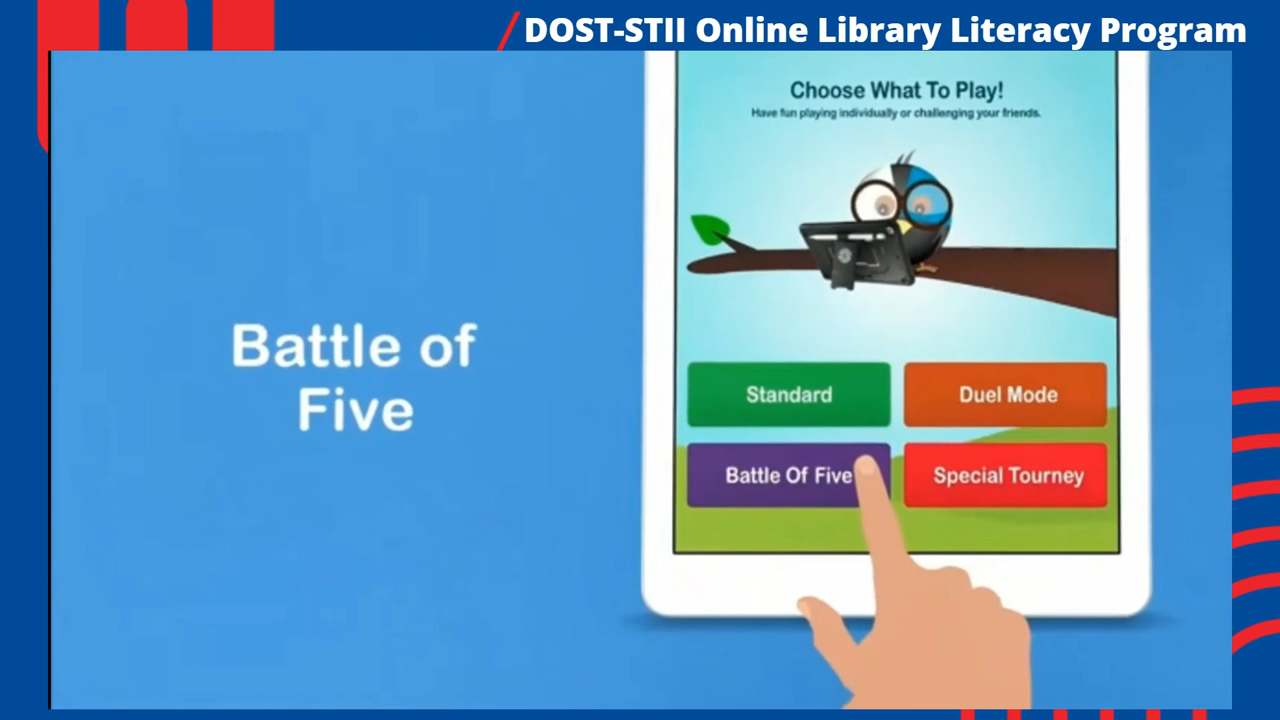 /DOST-STII Online Library Literacy Program
Choose What To Play!
Have fun playing individually or challenging your friends.
Battle of
Five
Standard
Duel Mode
Battle Of Five
Special Tourney